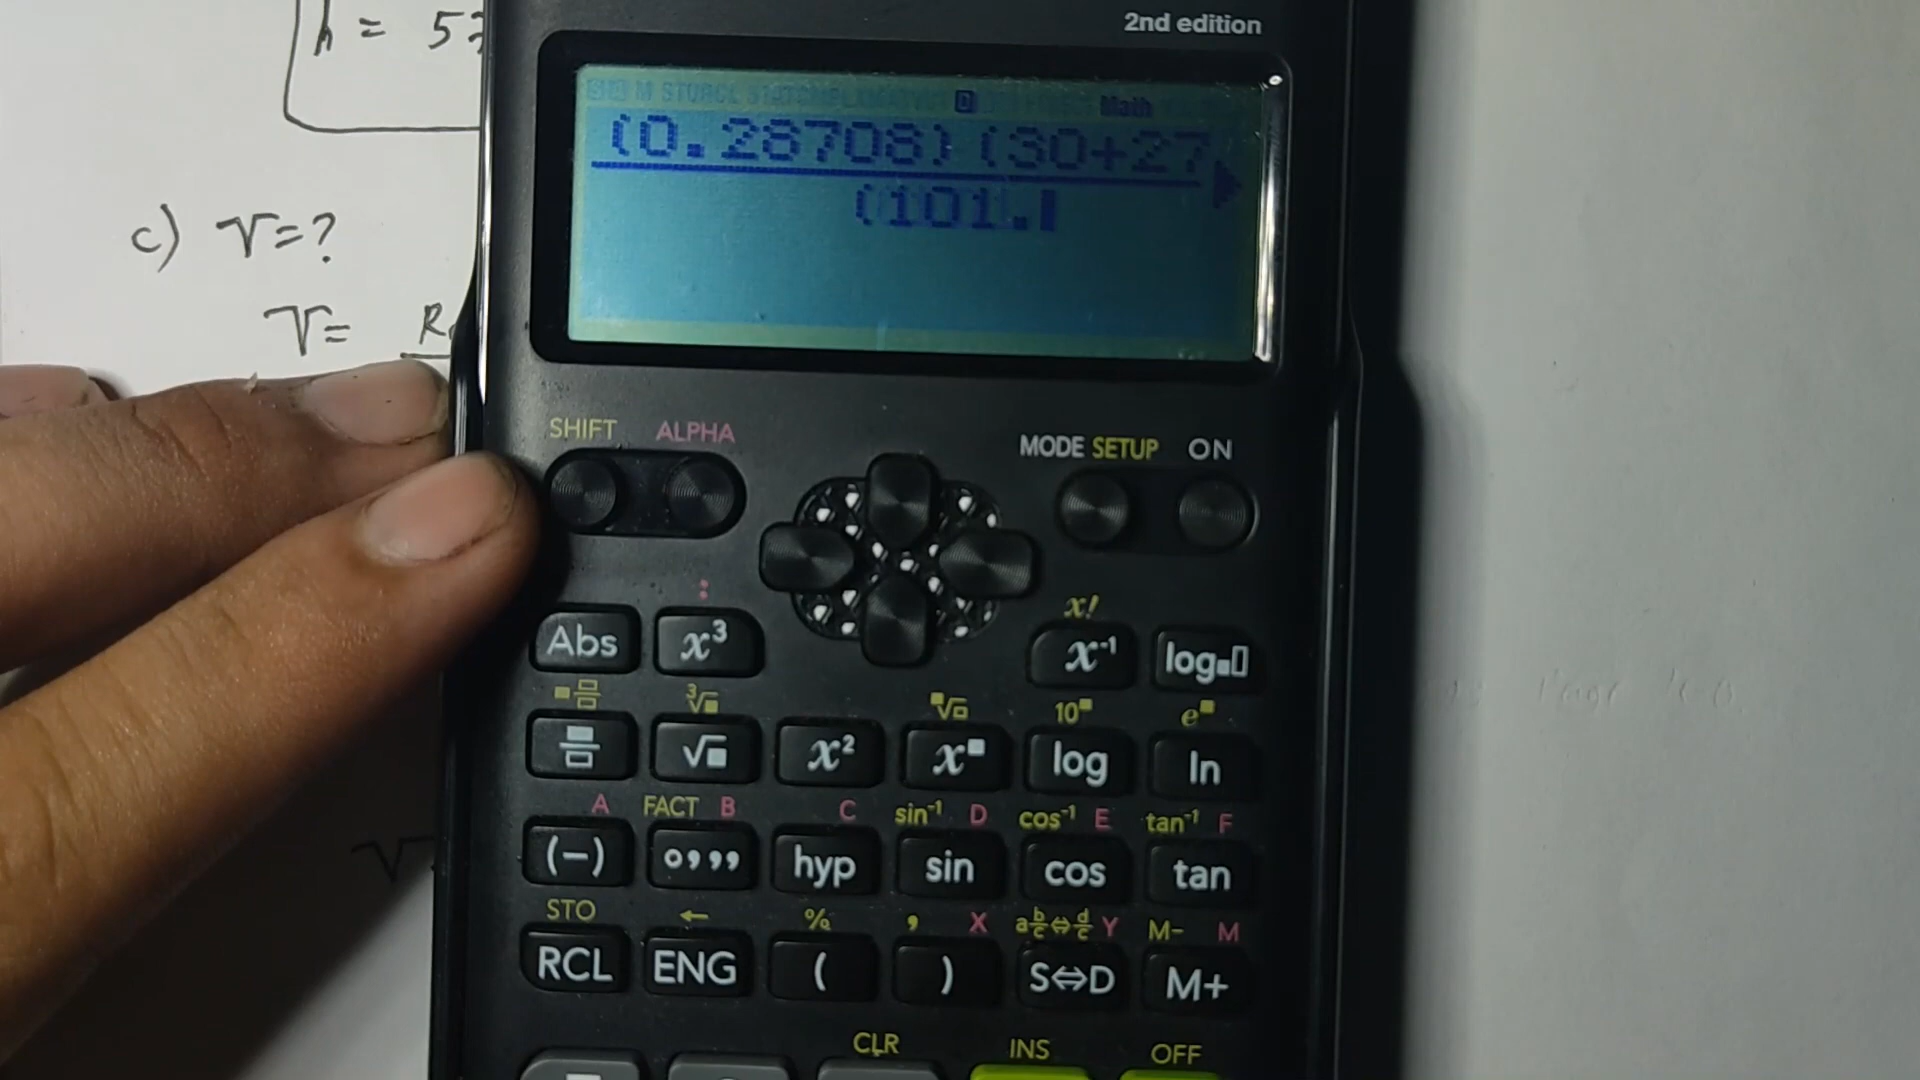 h = 57
2nd edition
Math
(0.28708)(30+27
(101.
c) V=?
V= R
SHIFT ALPHA MODE SETUP ON
: x!
Abs x³ x⁻¹ log
³√ √ 10 e
√ x² x log ln
A FACT B C sin⁻¹ D cos⁻¹ E tan⁻¹ F
(−) °,,, hyp sin cos tan
STO ← % , X a b/c⇔d/c Y M− M
RCL ENG ( ) S⇔D M+
CLR INS OFF